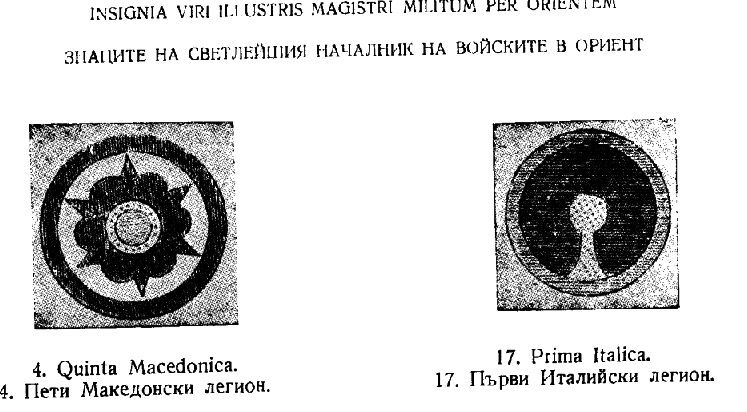 INSIGNIA VIRI ILLUSTRIS MAGISTRI MILITUM PER ORIENTEM
ЗНАЦИТЕ НА СВЕТЛЕЙШИЯ НАЧАЛНИК НА ВОЙСКИТЕ В ОРИЕНТ
4. Quinta Macedonica.
4. Пети Македонски легион.
17. Prima Italica.
17. Първи Италийски легион.